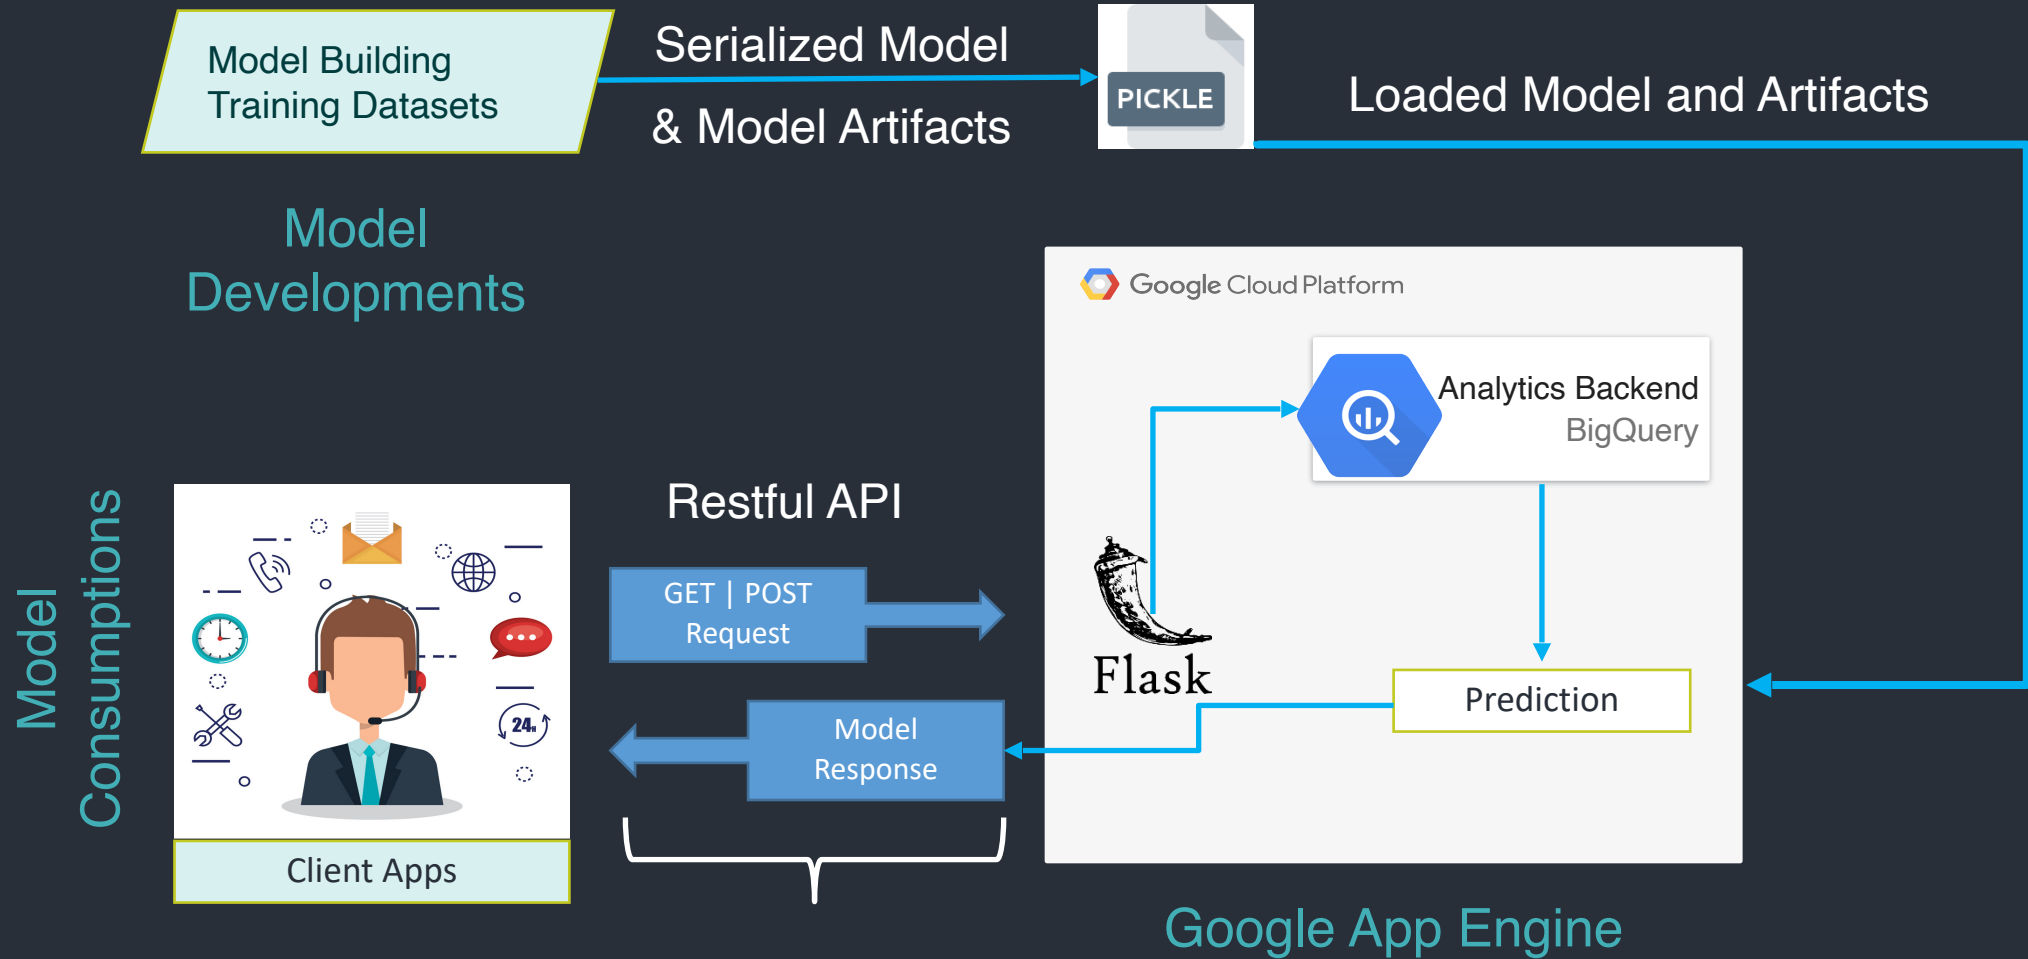 Model Building
Training Datasets
Serialized Model
& Model Artifacts
PICKLE
Loaded Model and Artifacts
Model
Developments
Google Cloud Platform
Analytics Backend
BigQuery
Model
Consumptions
Restful API
GET | POST
Request
Flask
Prediction
Model
Response
24h
Client Apps
Google App Engine